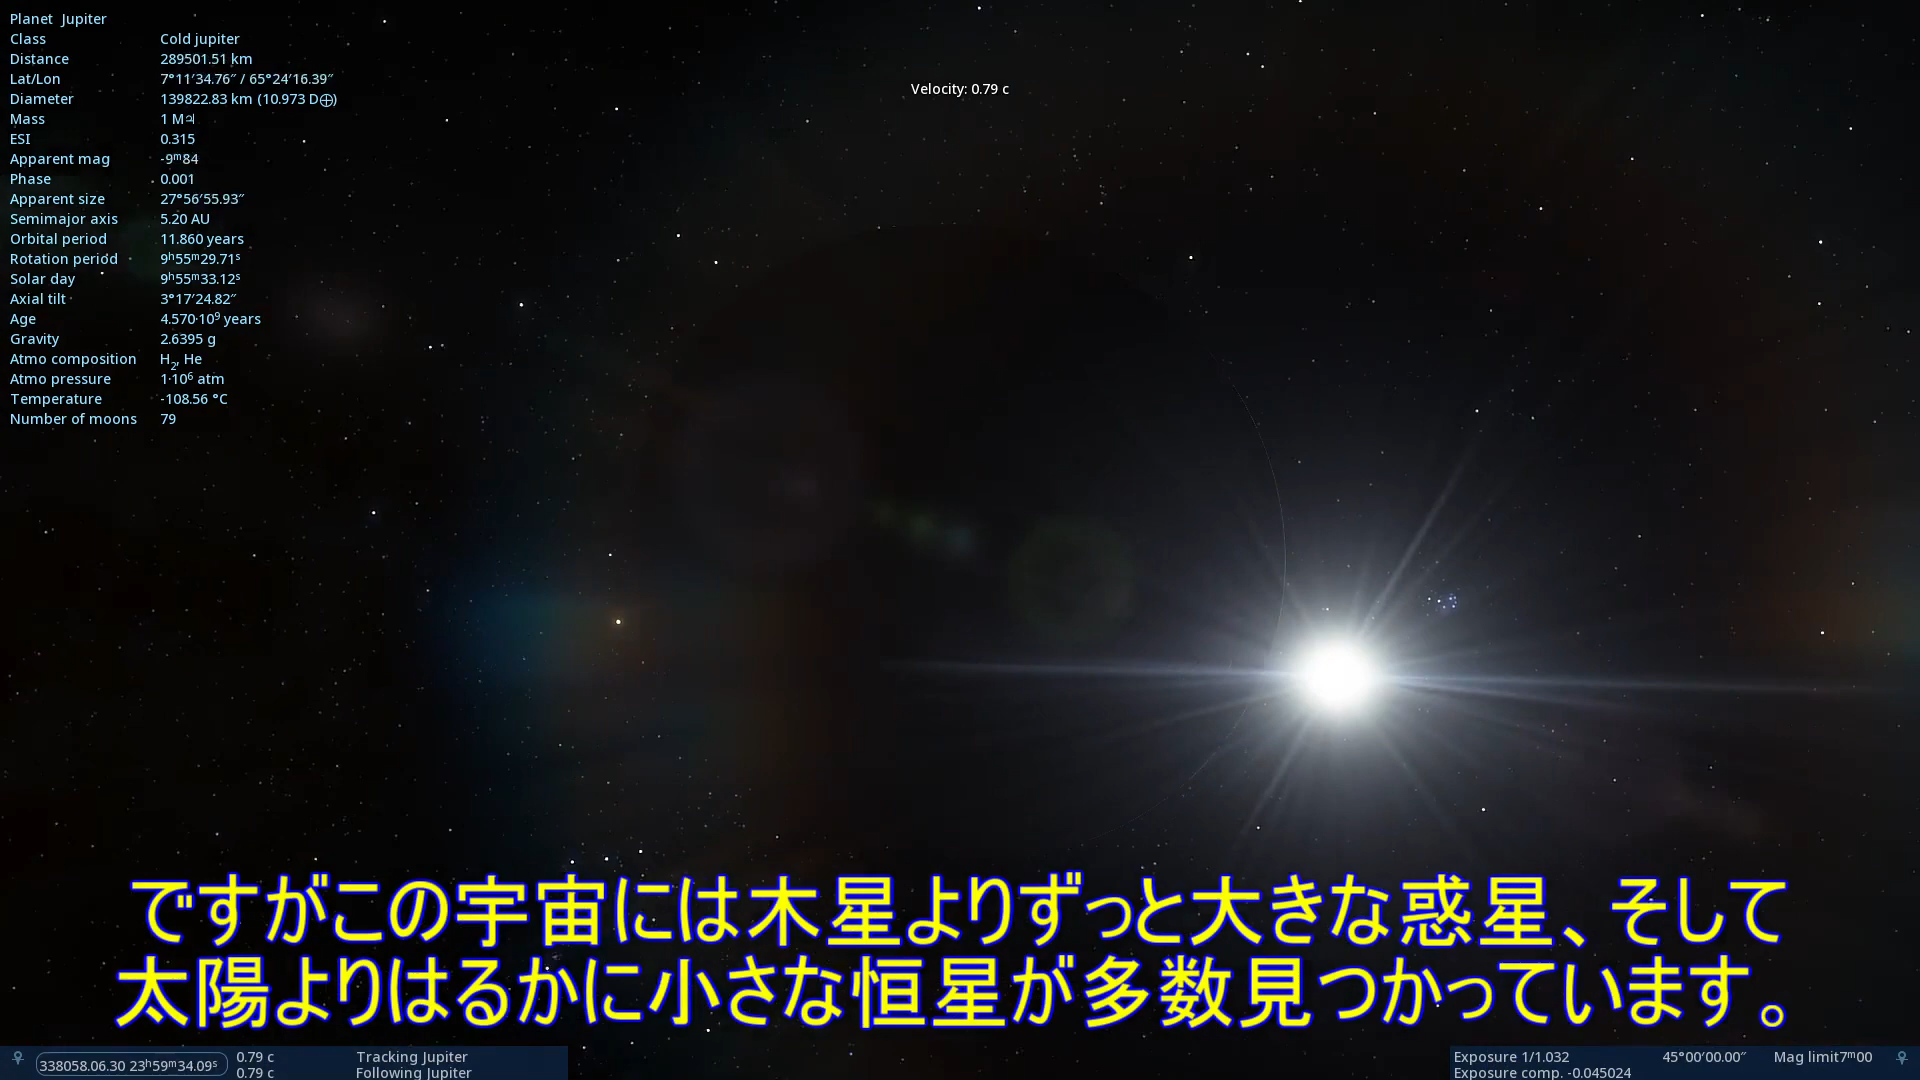 Planet Jupiter
Class Cold jupiter
Distance 289501.51 km
Lat/Lon 7°11′34.76″ / 65°24′16.39″
Diameter 139822.83 km (10.973 D⊕)
Mass 1 M♃
ESI 0.315
Apparent mag -9ᵐ84
Phase 0.001
Apparent size 27°56′55.93″
Semimajor axis 5.20 AU
Orbital period 11.860 years
Rotation period 9ʰ55ᵐ29.71ˢ
Solar day 9ʰ55ᵐ33.12ˢ
Axial tilt 3°17′24.82″
Age 4.570·10⁹ years
Gravity 2.6395 g
Atmo composition H₂, He
Atmo pressure 1·10⁶ atm
Temperature -108.56 °C
Number of moons 79
Velocity: 0.79 c
ですがこの宇宙には木星よりずっと大きな惑星、そして
太陽よりはるかに小さな恒星が多数見つかっています。
338058.06.30 23ʰ59ᵐ34.09ˢ
0.79 c Tracking Jupiter
0.79 c Following Jupiter
Exposure 1/1.032 45°00′00.00″ Mag limit7ᵐ00
Exposure comp. -0.045024